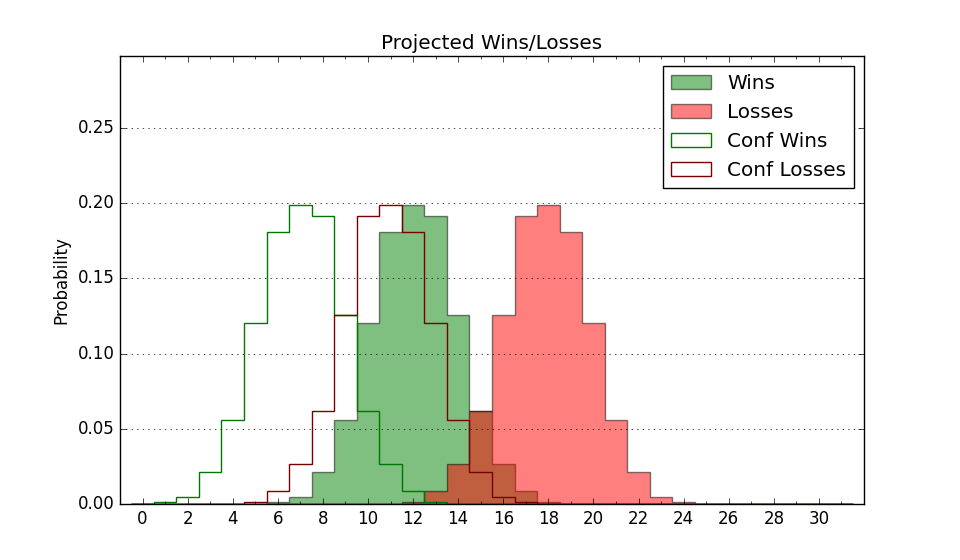 Projected Wins/Losses
Wins
Losses
Conf Wins
Conf Losses
Probability
0.25
0.20
0.15
0.10
0.05
0.00
0 2 4 6 8 10 12 14 16 18 20 22 24 26 28 30